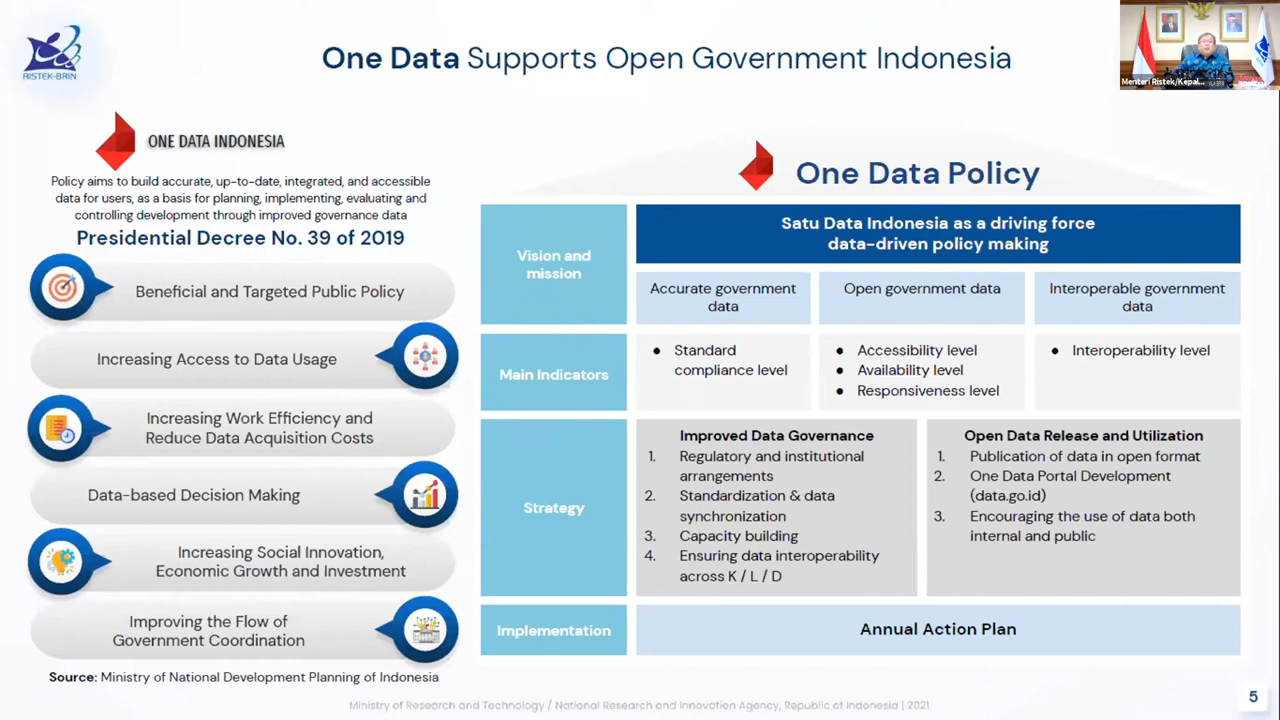 RISTEK-BRIN
One Data Supports Open Government Indonesia
Menteri Ristek/Kepal...
ONE DATA INDONESIA
Policy aims to build accurate, up-to-date, integrated, and accessible
data for users, as a basis for planning, implementing, evaluating and
controlling development through improved governance data
Presidential Decree No. 39 of 2019
Beneficial and Targeted Public Policy
Increasing Access to Data Usage
Increasing Work Efficiency and
Reduce Data Acquisition Costs
Data-based Decision Making
Increasing Social Innovation,
Economic Growth and Investment
Improving the Flow of
Government Coordination
Source: Ministry of National Development Planning of Indonesia
One Data Policy
Vision and
mission
Satu Data Indonesia as a driving force
data-driven policy making
Accurate government
data
Open government data
Interoperable government
data
Main Indicators
● Standard
compliance level
● Accessibility level
● Availability level
● Responsiveness level
● Interoperability level
Strategy
Improved Data Governance
1. Regulatory and institutional
arrangements
2. Standardization & data
synchronization
3. Capacity building
4. Ensuring data interoperability
across K / L / D
Open Data Release and Utilization
1. Publication of data in open format
2. One Data Portal Development
(data.go.id)
3. Encouraging the use of data both
internal and public
Implementation
Annual Action Plan
Ministry of Research and Technology / National Research and Innovation Agency, Republic of Indonesia | 2021
5